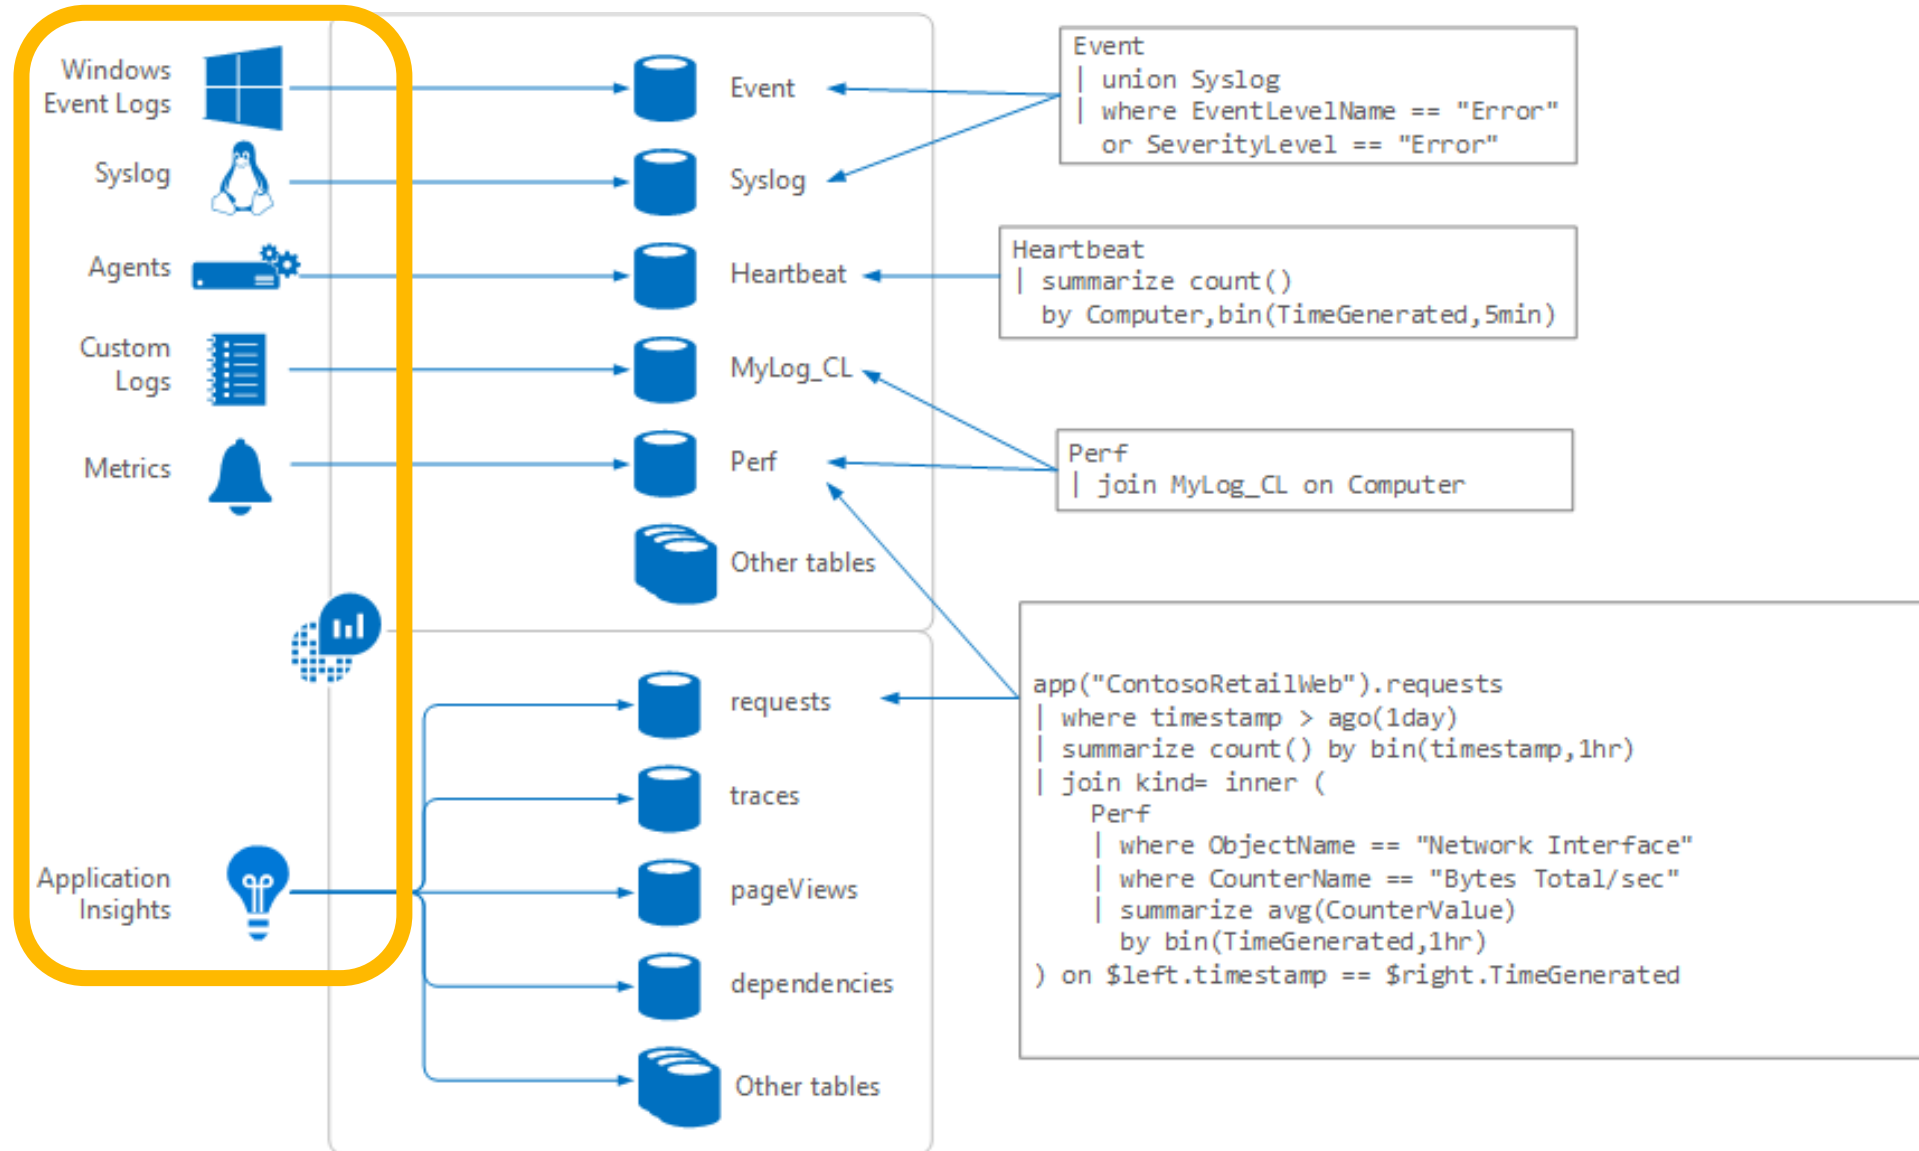 Windows
Event Logs
Syslog
Agents
Custom
Logs
Metrics
Application
Insights
Event
Syslog
Heartbeat
MyLog_CL
Perf
Other tables
requests
traces
pageViews
dependencies
Other tables
Event
| union Syslog
| where EventLevelName == "Error"
or SeverityLevel == "Error"
Heartbeat
| summarize count()
by Computer,bin(TimeGenerated,5min)
Perf
| join MyLog_CL on Computer
app("ContosoRetailWeb").requests
| where timestamp > ago(1day)
| summarize count() by bin(timestamp,1hr)
| join kind= inner (
Perf
| where ObjectName == "Network Interface"
| where CounterName == "Bytes Total/sec"
| summarize avg(CounterValue)
by bin(TimeGenerated,1hr)
) on $left.timestamp == $right.TimeGenerated